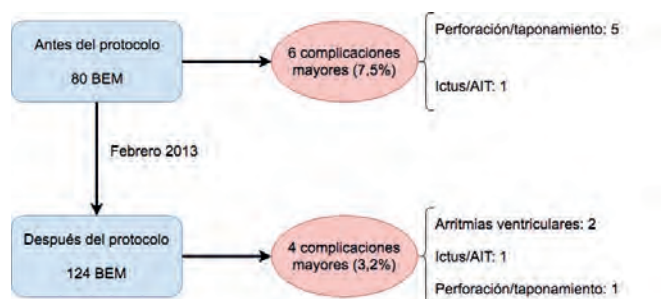 Antes del protocolo
80 BEM
6 complicaciones
mayores (7,5%)
Perforación/taponamiento: 5
Ictus/AIT: 1
Febrero 2013
Después del protocolo
124 BEM
4 complicaciones
mayores (3,2%)
Arritmias ventriculares: 2
Ictus/AIT: 1
Perforación/taponamiento: 1